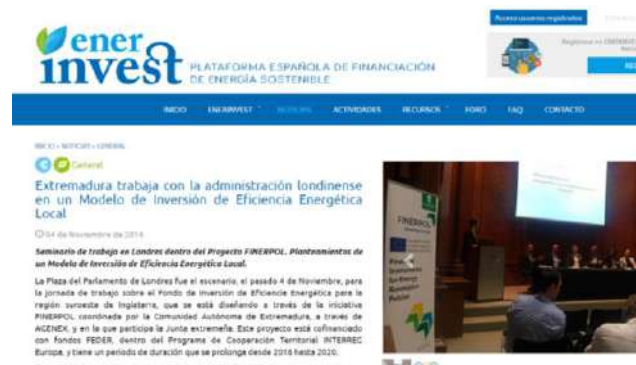 Acceso usuarios registrados
ener
invest
PLATAFORMA ESPAÑOLA DE FINANCIACIÓN
DE ENERGÍA SOSTENIBLE
INICIO ENERINVEST NOTICIAS ACTIVIDADES RECURSOS FORO FAQ CONTACTO
INICIO » NOTICIAS » GENERAL
General
Extremadura trabaja con la administración londinense
en un Modelo de Inversión de Eficiencia Energética
Local
04 de Noviembre de 2016
Seminario de trabajo en Londres dentro del Proyecto FINERPOL. Planteamientos de
un Modelo de Inversión de Eficiencia Energética Local.
La Plaza del Parlamento de Londres fue el escenario, el pasado 4 de Noviembre, para
la jornada de trabajo sobre el Fondo de Inversión de Eficiencia Energética para la
región suroeste de Inglaterra, que se está diseñando a través de la iniciativa
FINERPOL coordinada por la Comunidad Autónoma de Extremadura, a través de
AGENEX, y en la que participa la Junta extremeña. Este proyecto está cofinanciado
con fondos FEDER, dentro del Programa de Cooperación Territorial INTERREG
Europa, y tiene un periodo de duración que se prolonga desde 2016 hasta 2020.
FINERPOL